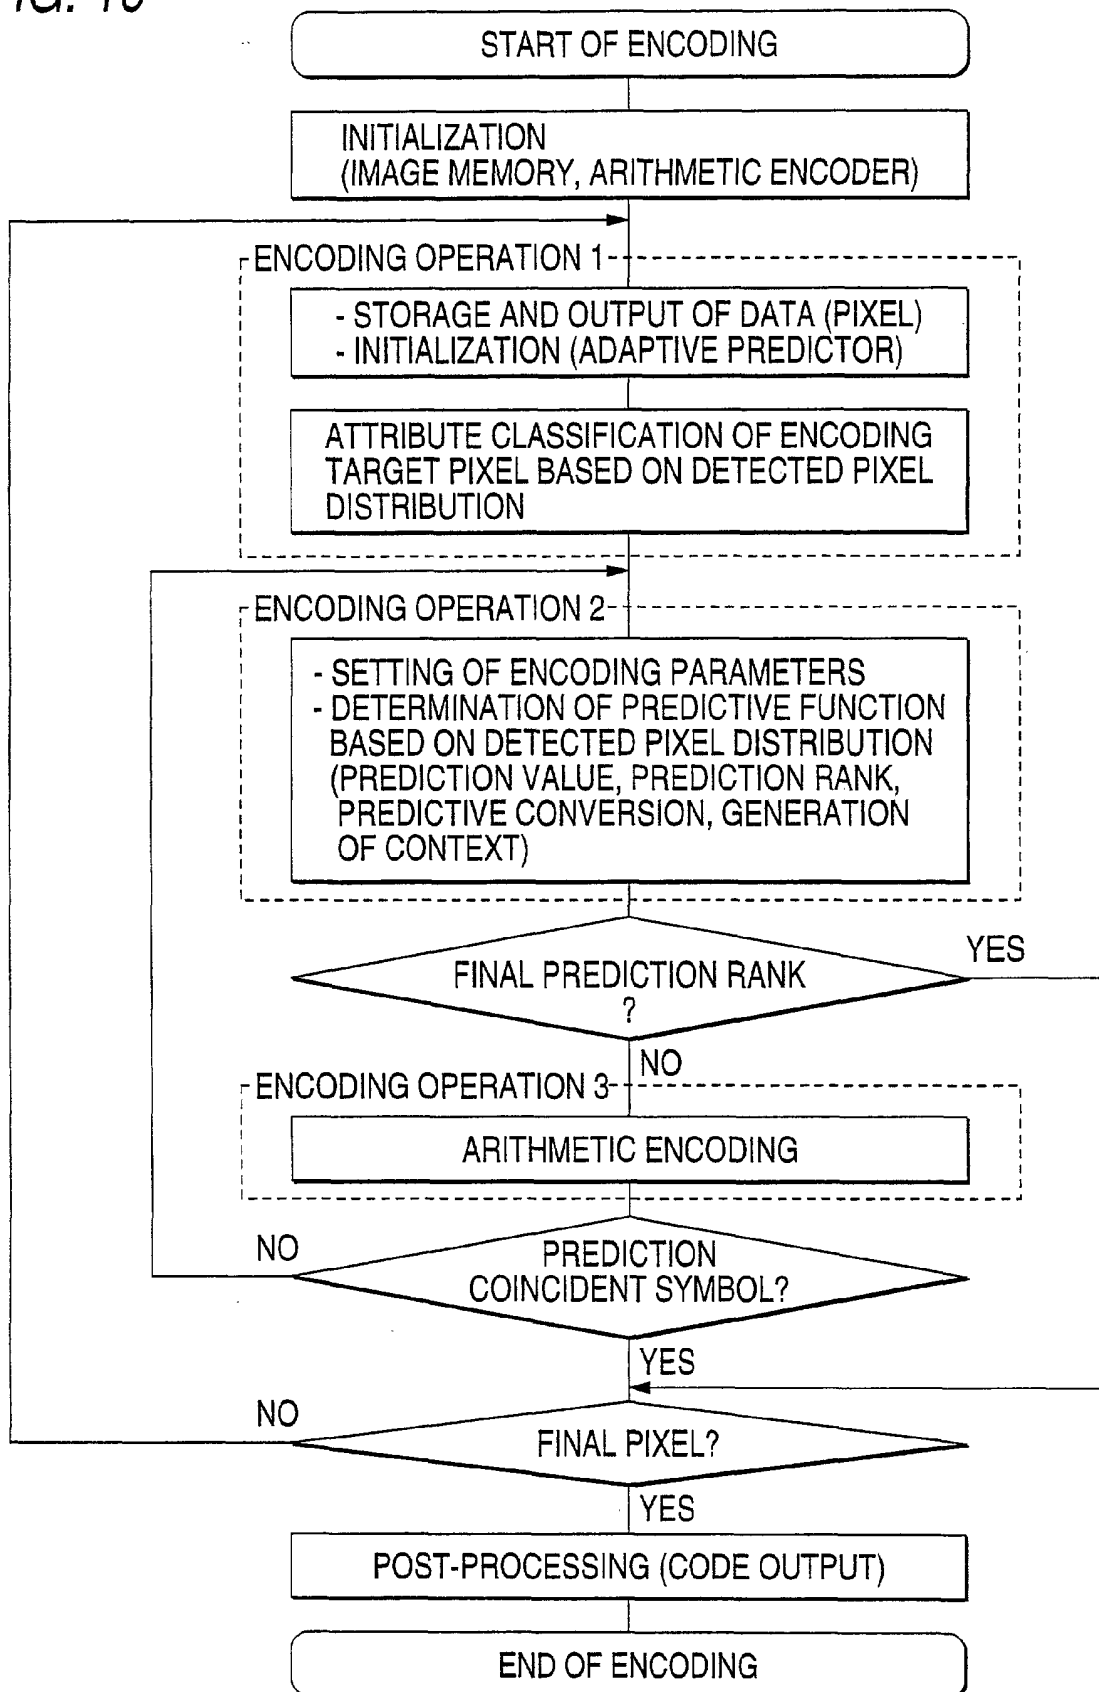 START OF ENCODING
INITIALIZATION
(IMAGE MEMORY, ARITHMETIC ENCODER)
ENCODING OPERATION 1
- STORAGE AND OUTPUT OF DATA (PIXEL)
- INITIALIZATION (ADAPTIVE PREDICTOR)
ATTRIBUTE CLASSIFICATION OF ENCODING
TARGET PIXEL BASED ON DETECTED PIXEL
DISTRIBUTION
ENCODING OPERATION 2
- SETTING OF ENCODING PARAMETERS
- DETERMINATION OF PREDICTIVE FUNCTION
BASED ON DETECTED PIXEL DISTRIBUTION
(PREDICTION VALUE, PREDICTION RANK,
PREDICTIVE CONVERSION, GENERATION
OF CONTEXT)
FINAL PREDICTION RANK
?
YES
NO
ENCODING OPERATION 3
ARITHMETIC ENCODING
PREDICTION
COINCIDENT SYMBOL?
NO
YES
FINAL PIXEL?
NO
YES
POST-PROCESSING (CODE OUTPUT)
END OF ENCODING